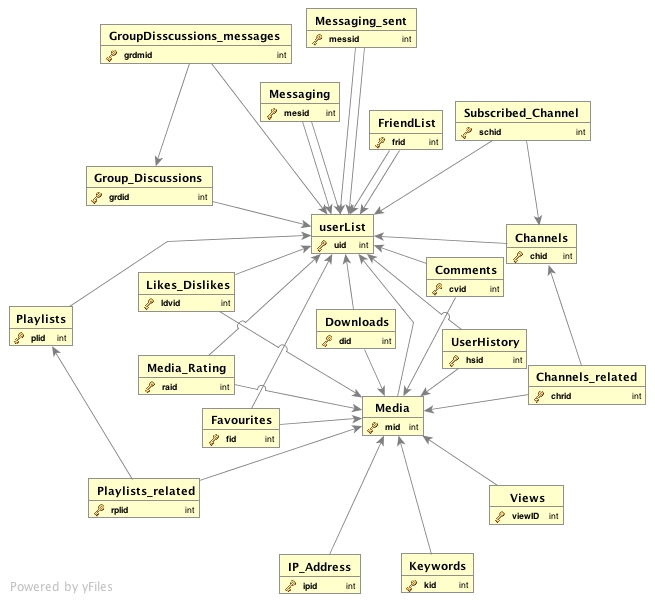 Messaging_sent
messid int
GroupDisscussions_messages
grdmid int
Messaging
mesid int
Subscribed_Channel
schid int
FriendList
frid int
Group_Discussions
grdid int
userList
uid int
Channels
chid int
Comments
cvid int
Likes_Dislikes
ldvid int
Playlists
plid int
Downloads
did int
UserHistory
hsid int
Media_Rating
raid int
Channels_related
chrid int
Media
mid int
Favourites
fid int
Playlists_related
rplid int
Views
viewID int
IP_Address
ipid int
Keywords
kid int
Powered by yFiles